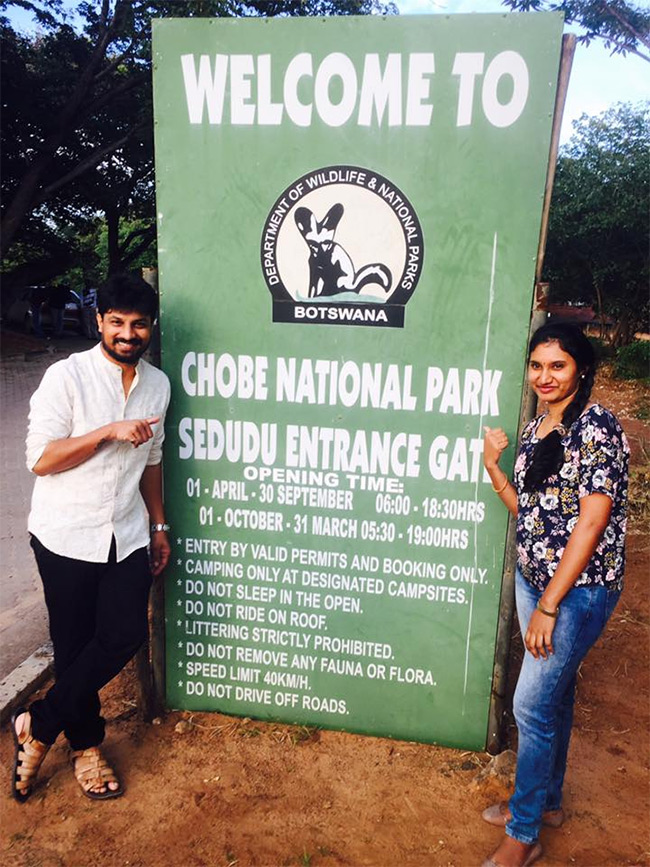 WELCOME TO
DEPARTMENT OF WILDLIFE & NATIONAL PARKS
BOTSWANA
CHOBE NATIONAL PARK
SEDUDU ENTRANCE GATE
OPENING TIME:
01 - APRIL - 30 SEPTEMBER 06:00 - 18:30HRS
01 - OCTOBER - 31 MARCH 05:30 - 19:00HRS
* ENTRY BY VALID PERMITS AND BOOKING ONLY.
* CAMPING ONLY AT DESIGNATED CAMPSITES.
* DO NOT SLEEP IN THE OPEN.
* DO NOT RIDE ON ROOF.
* LITTERING STRICTLY PROHIBITED.
* DO NOT REMOVE ANY FAUNA OR FLORA.
* SPEED LIMIT 40KM/H.
* DO NOT DRIVE OFF ROADS.